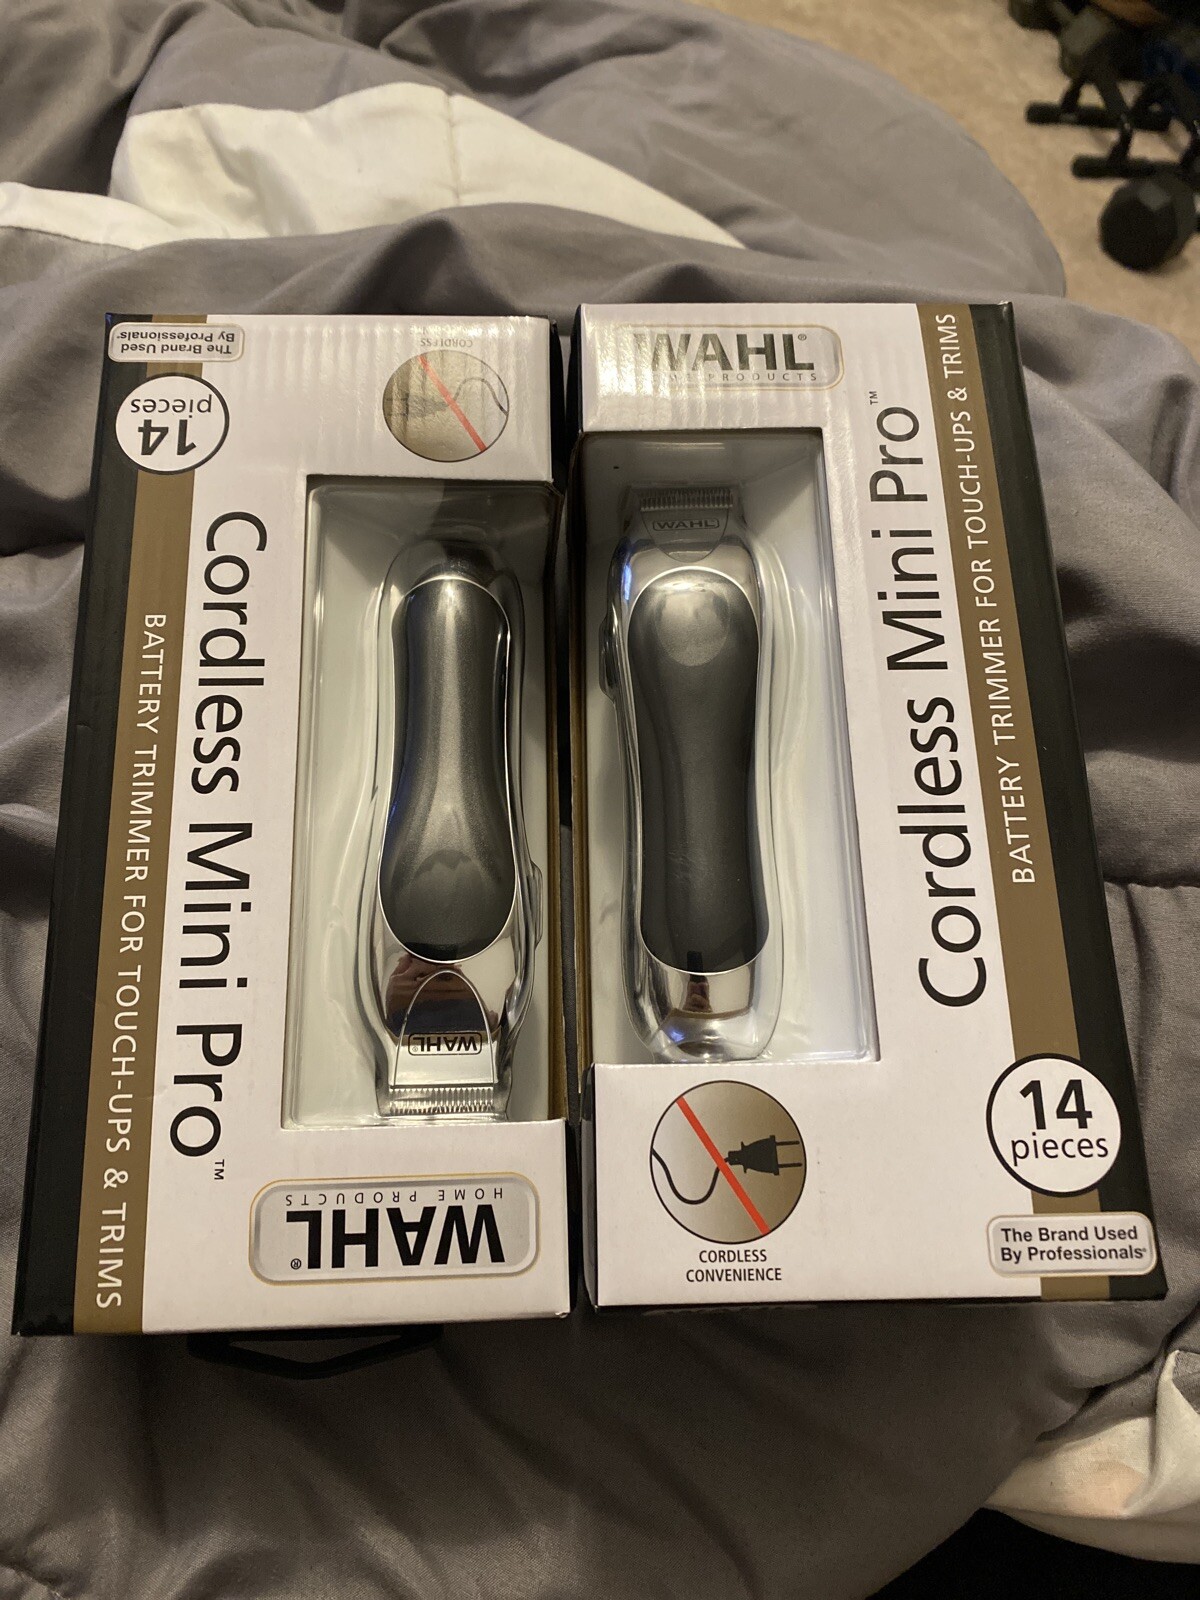 The Brand Used
By Professionals
14
pieces
CORDLESS
Cordless Mini Pro™
BATTERY TRIMMER FOR TOUCH-UPS & TRIMS
WAHL
WAHL®
HOME PRODUCTS
WAHL®
HOME PRODUCTS
WAHL
Cordless Mini Pro™
BATTERY TRIMMER FOR TOUCH-UPS & TRIMS
14
pieces
CORDLESS
CONVENIENCE
The Brand Used
By Professionals®